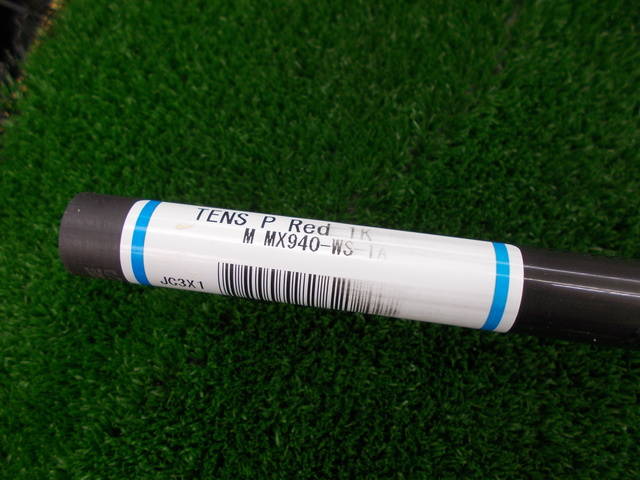 TENS P Red 1K
M MX940-WS-1A
JC3X1